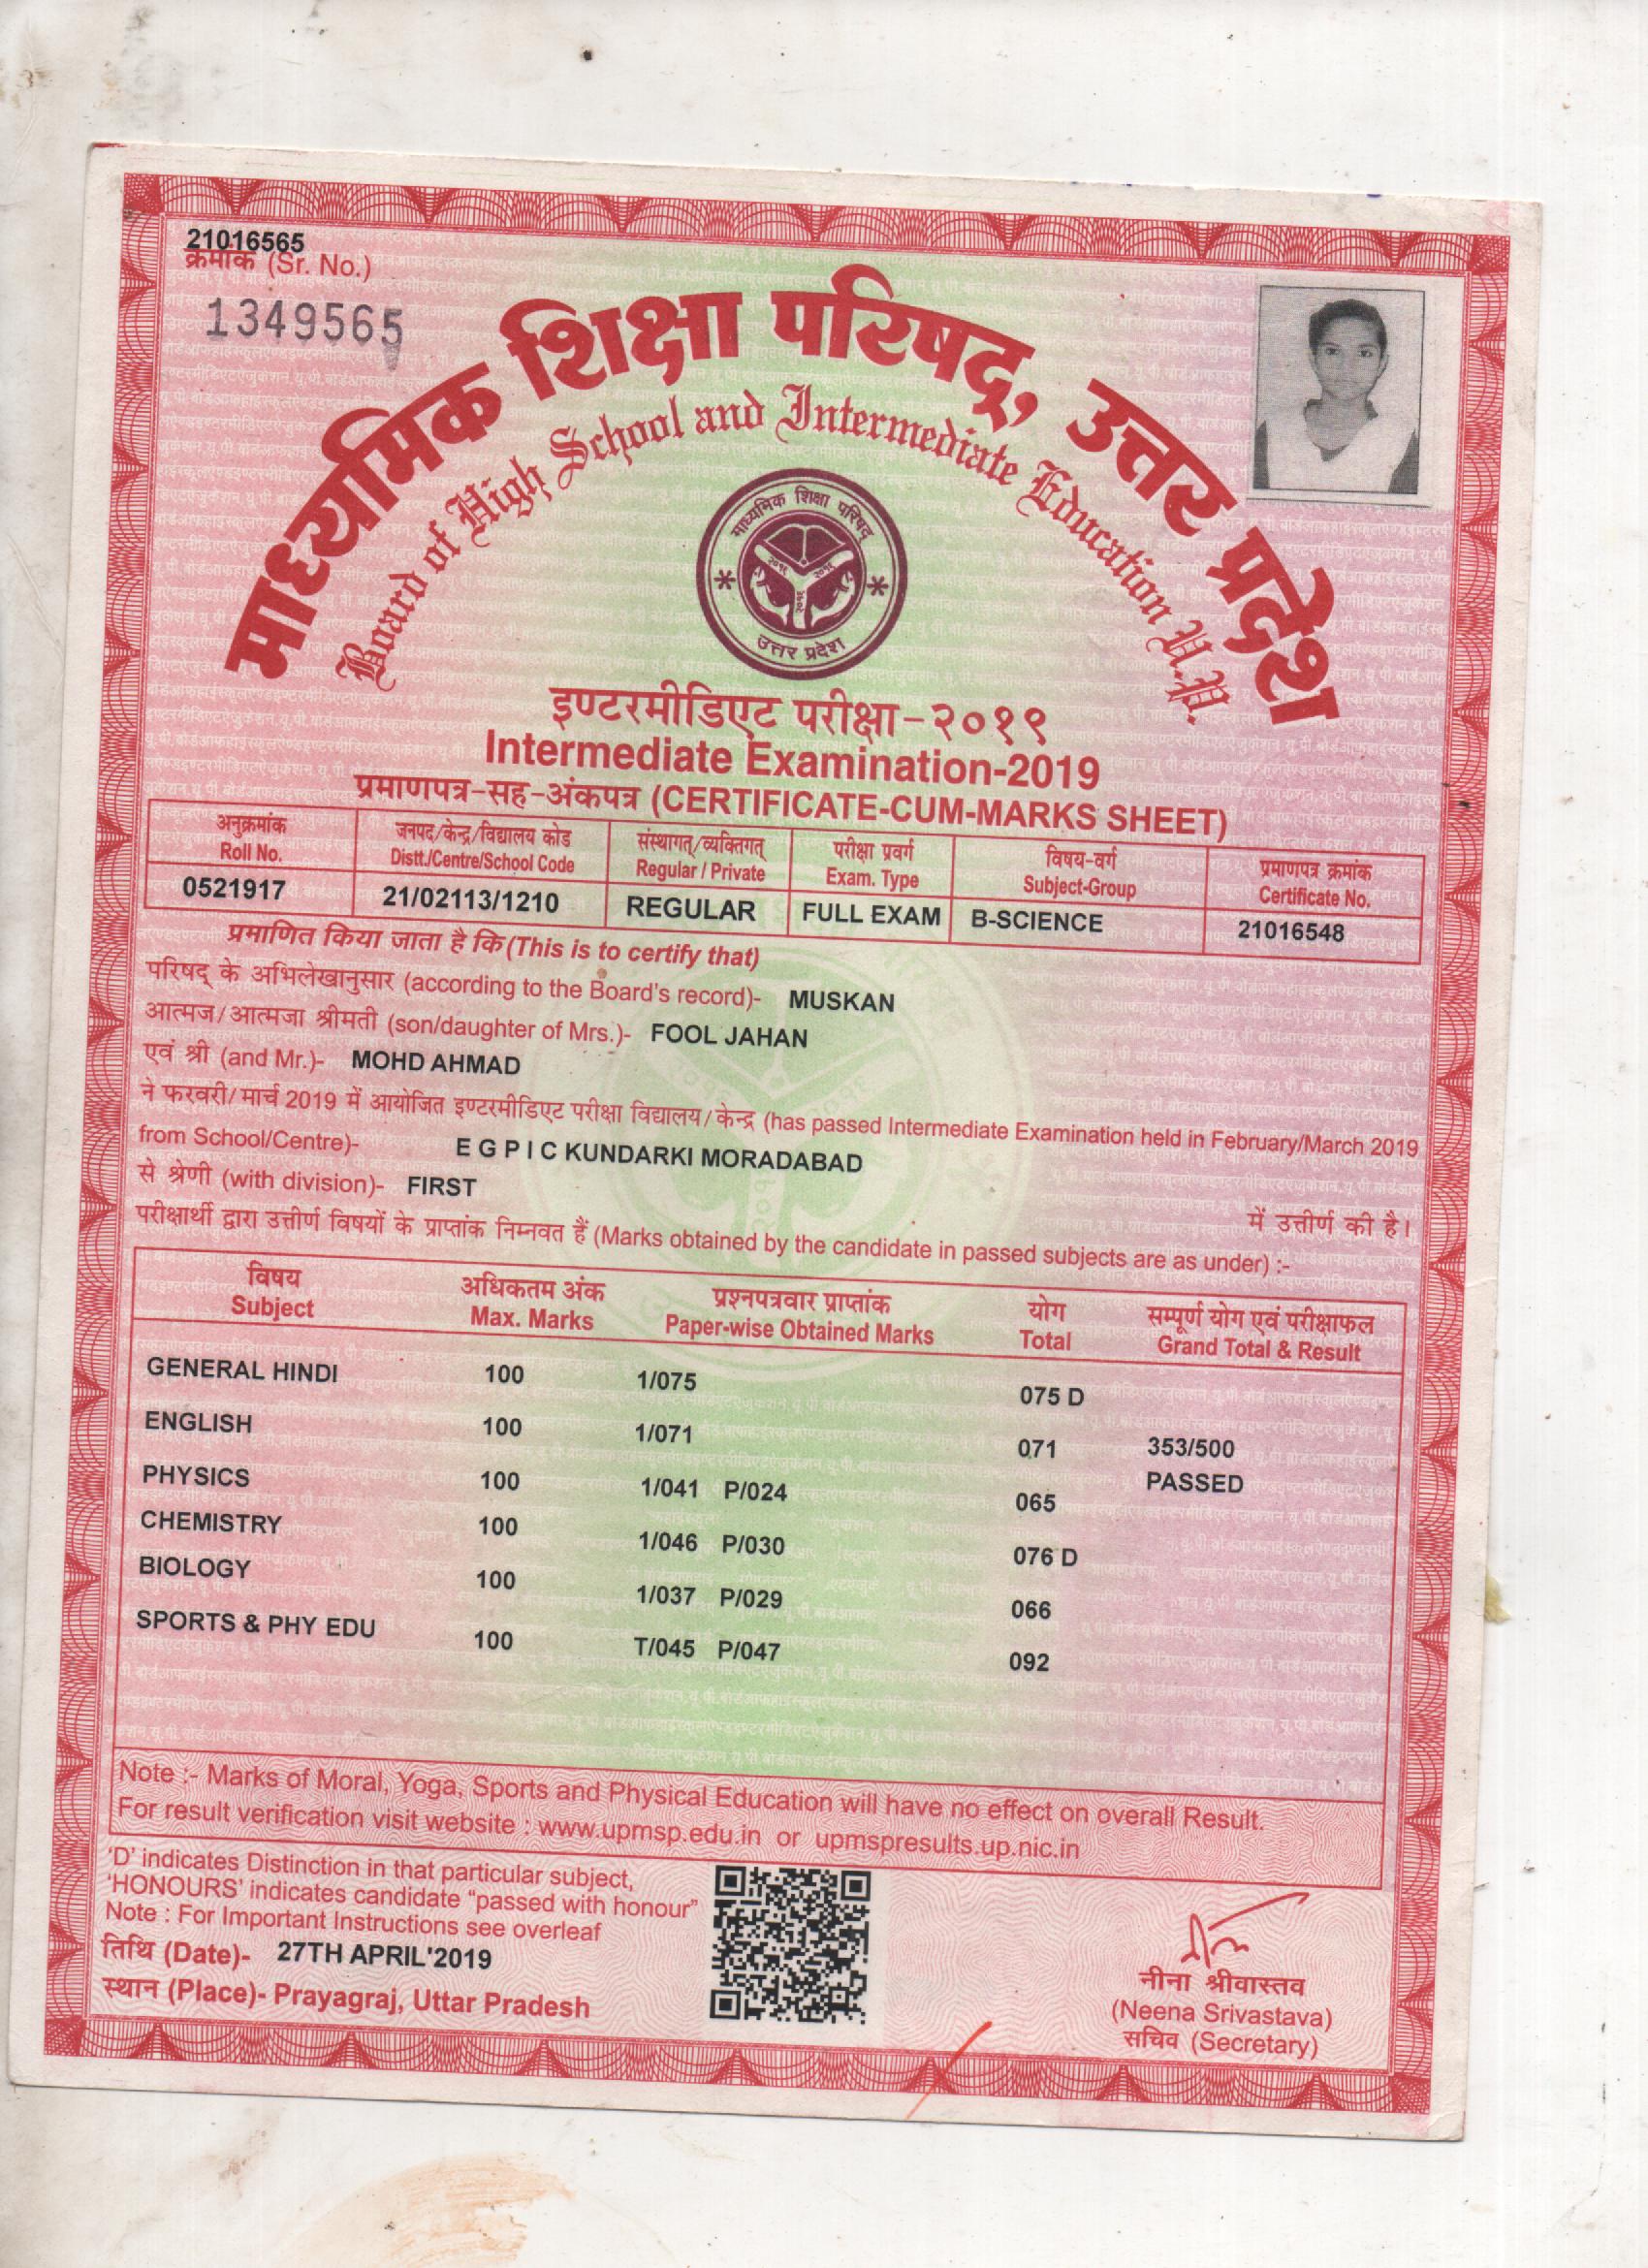 21016565
क्रमांक (Sr. No.)
1349565
माध्यमिक शिक्षा परिषद्, उत्तर प्रदेश
Board of High School and Intermediate Education U.P.
माध्यमिक शिक्षा परिषद्
उत्तर प्रदेश
इण्टरमीडिएट परीक्षा-२०१९
Intermediate Examination-2019
प्रमाणपत्र-सह-अंकपत्र (CERTIFICATE-CUM-MARKS SHEET)
अनुक्रमांक जनपद/केन्द्र/विद्यालय कोड संस्थागत्/व्यक्तिगत् परीक्षा प्रवर्ग विषय-वर्ग प्रमाणपत्र क्रमांक
Roll No. Distt./Centre/School Code Regular / Private Exam. Type Subject-Group Certificate No.
0521917 21/02113/1210 REGULAR FULL EXAM B-SCIENCE 21016548
प्रमाणित किया जाता है कि (This is to certify that)
परिषद् के अभिलेखानुसार (according to the Board's record)- MUSKAN
आत्मज/आत्मजा श्रीमती (son/daughter of Mrs.)- FOOL JAHAN
एवं श्री (and Mr.)- MOHD AHMAD
ने फरवरी/मार्च 2019 में आयोजित इण्टरमीडिएट परीक्षा विद्यालय/केन्द्र (has passed Intermediate Examination held in February/March 2019
from School/Centre)- E G P I C KUNDARKI MORADABAD
से श्रेणी (with division)- FIRST में उत्तीर्ण की है।
परीक्षार्थी द्वारा उत्तीर्ण विषयों के प्राप्तांक निम्नवत हैं (Marks obtained by the candidate in passed subjects are as under) :-
विषय अधिकतम अंक प्रश्नपत्रवार प्राप्तांक योग सम्पूर्ण योग एवं परीक्षाफल
Subject Max. Marks Paper-wise Obtained Marks Total Grand Total & Result
GENERAL HINDI 100 1/075 075 D
ENGLISH 100 1/071 071 353/500
PHYSICS 100 1/041 P/024 065 PASSED
CHEMISTRY 100 1/046 P/030 076 D
BIOLOGY 100 1/037 P/029 066
SPORTS & PHY EDU 100 T/045 P/047 092
Note :- Marks of Moral, Yoga, Sports and Physical Education will have no effect on overall Result.
For result verification visit website : www.upmsp.edu.in or upmspresults.up.nic.in
'D' indicates Distinction in that particular subject,
'HONOURS' indicates candidate "passed with honour"
Note : For Important Instructions see overleaf
तिथि (Date)- 27TH APRIL'2019
स्थान (Place)- Prayagraj, Uttar Pradesh
नीना श्रीवास्तव
(Neena Srivastava)
सचिव (Secretary)